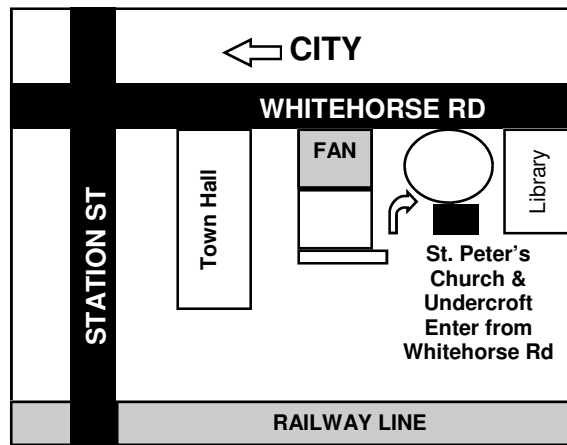 CITY
WHITEHORSE RD
STATION ST
Town Hall
FAN
Library
St. Peter's
Church &
Undercroft
Enter from
Whitehorse Rd
RAILWAY LINE